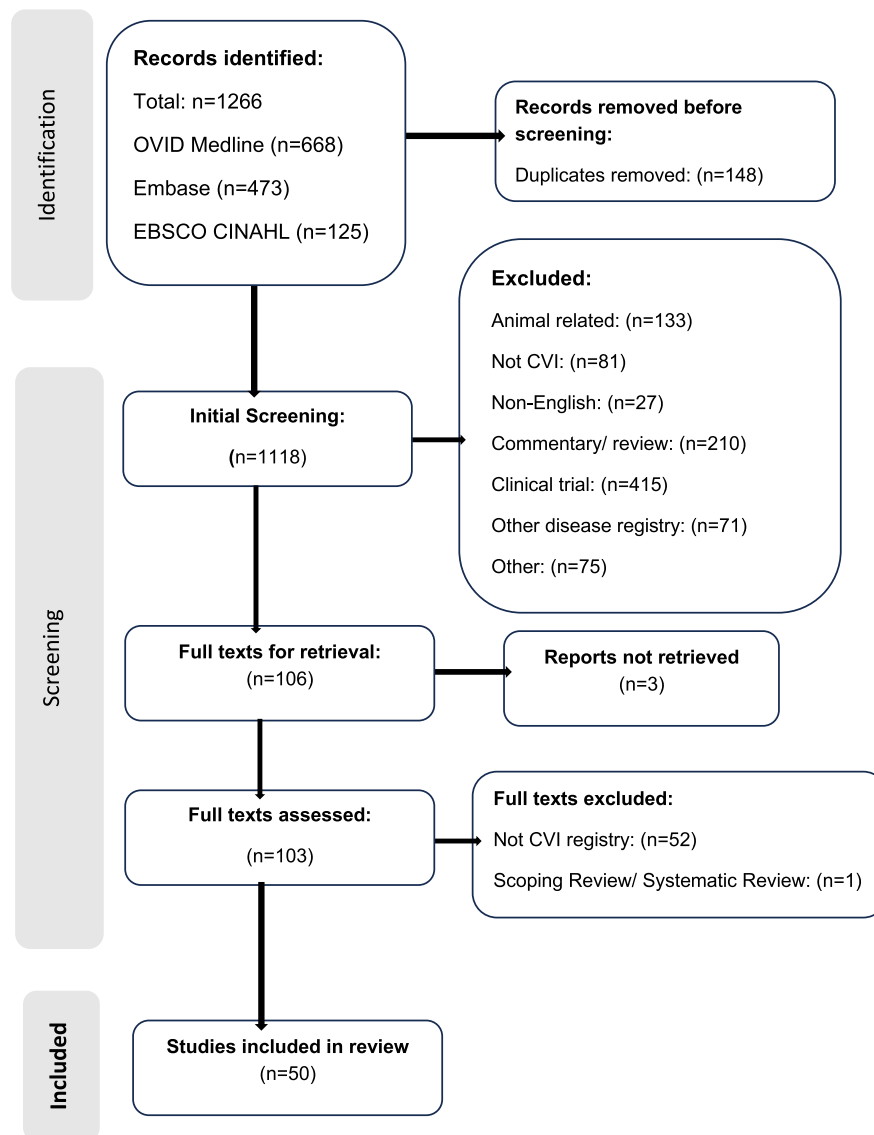 Identification
Records identified:
Total: n=1266
OVID Medline (n=668)
Embase (n=473)
EBSCO CINAHL (n=125)
Records removed before
screening:
Duplicates removed: (n=148)
Screening
Initial Screening:
(n=1118)
Excluded:
Animal related: (n=133)
Not CVI: (n=81)
Non-English: (n=27)
Commentary/ review: (n=210)
Clinical trial: (n=415)
Other disease registry: (n=71)
Other: (n=75)
Full texts for retrieval:
(n=106)
Reports not retrieved
(n=3)
Full texts assessed:
(n=103)
Full texts excluded:
Not CVI registry: (n=52)
Scoping Review/ Systematic Review: (n=1)
Included
Studies included in review
(n=50)